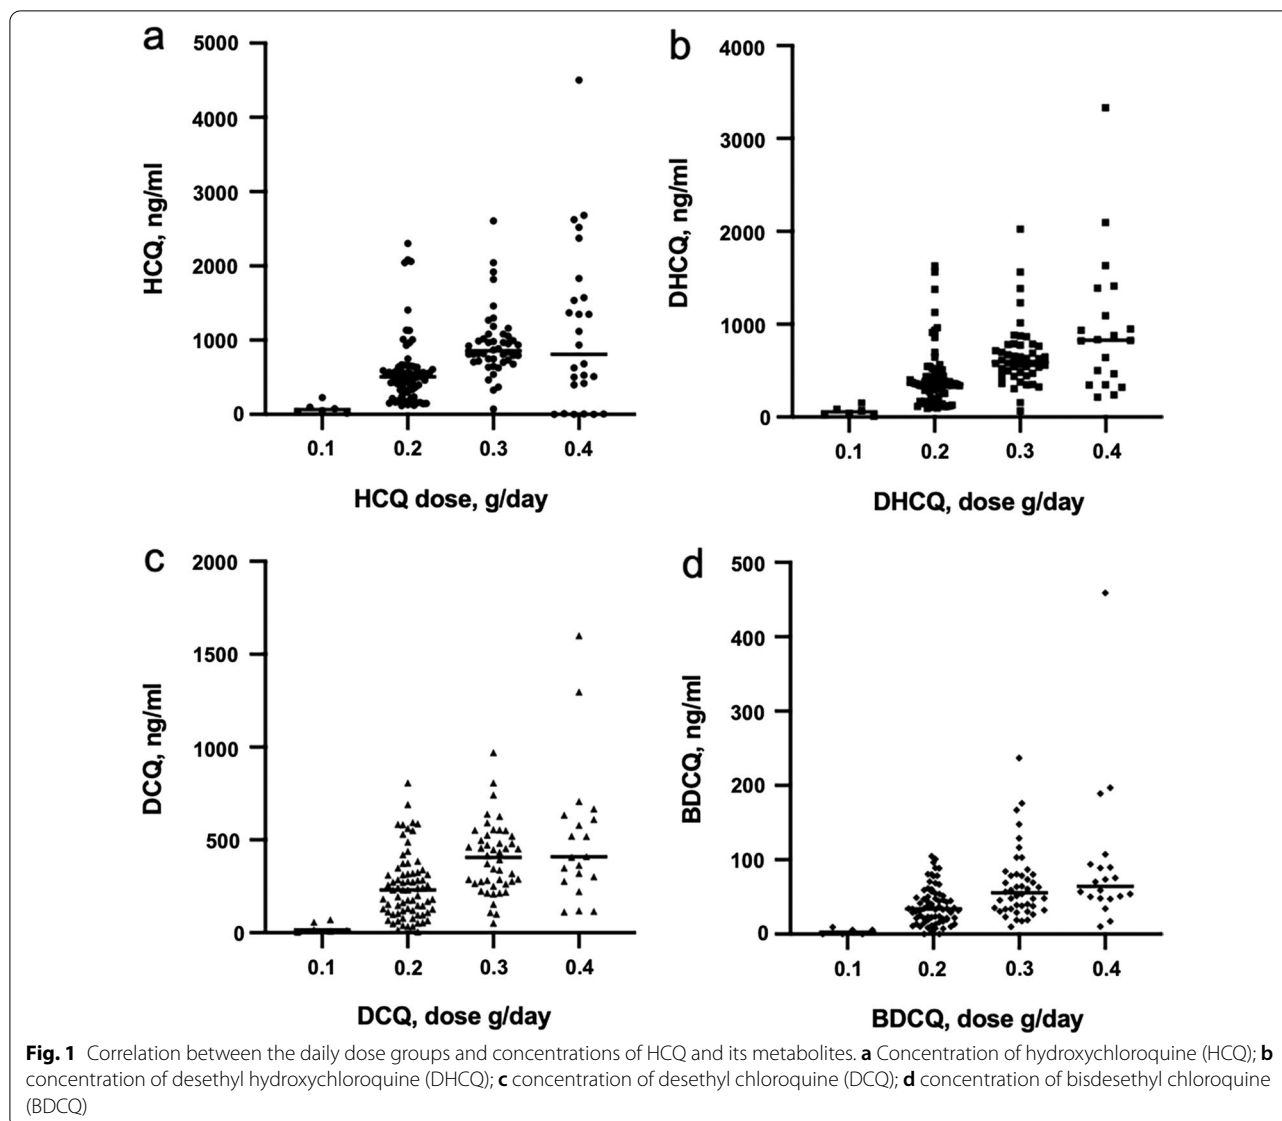 a
5000
4000
3000
2000
1000
0
HCQ, ng/ml
0.1 0.2 0.3 0.4
HCQ dose, g/day
b
4000
3000
2000
1000
0
DHCQ, ng/ml
0.1 0.2 0.3 0.4
DHCQ, dose g/day
c
2000
1500
1000
500
0
DCQ, ng/ml
0.1 0.2 0.3 0.4
DCQ, dose g/day
d
500
400
300
200
100
0
BDCQ, ng/ml
0.1 0.2 0.3 0.4
BDCQ, dose g/day
Fig. 1 Correlation between the daily dose groups and concentrations of HCQ and its metabolites. a Concentration of hydroxychloroquine (HCQ); b
concentration of desethyl hydroxychloroquine (DHCQ); c concentration of desethyl chloroquine (DCQ); d concentration of bisdesethyl chloroquine
(BDCQ)